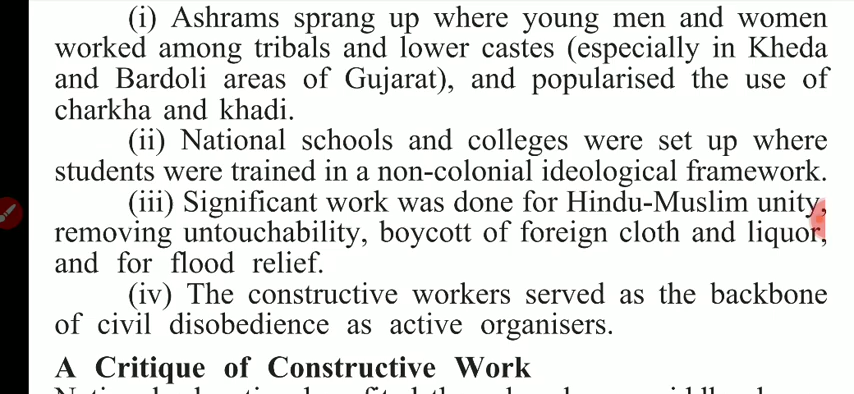 (i) Ashrams sprang up where young men and women
worked among tribals and lower castes (especially in Kheda
and Bardoli areas of Gujarat), and popularised the use of
charkha and khadi.
(ii) National schools and colleges were set up where
students were trained in a non-colonial ideological framework.
(iii) Significant work was done for Hindu-Muslim unity,
removing untouchability, boycott of foreign cloth and liquor,
and for flood relief.
(iv) The constructive workers served as the backbone
of civil disobedience as active organisers.
A Critique of Constructive Work